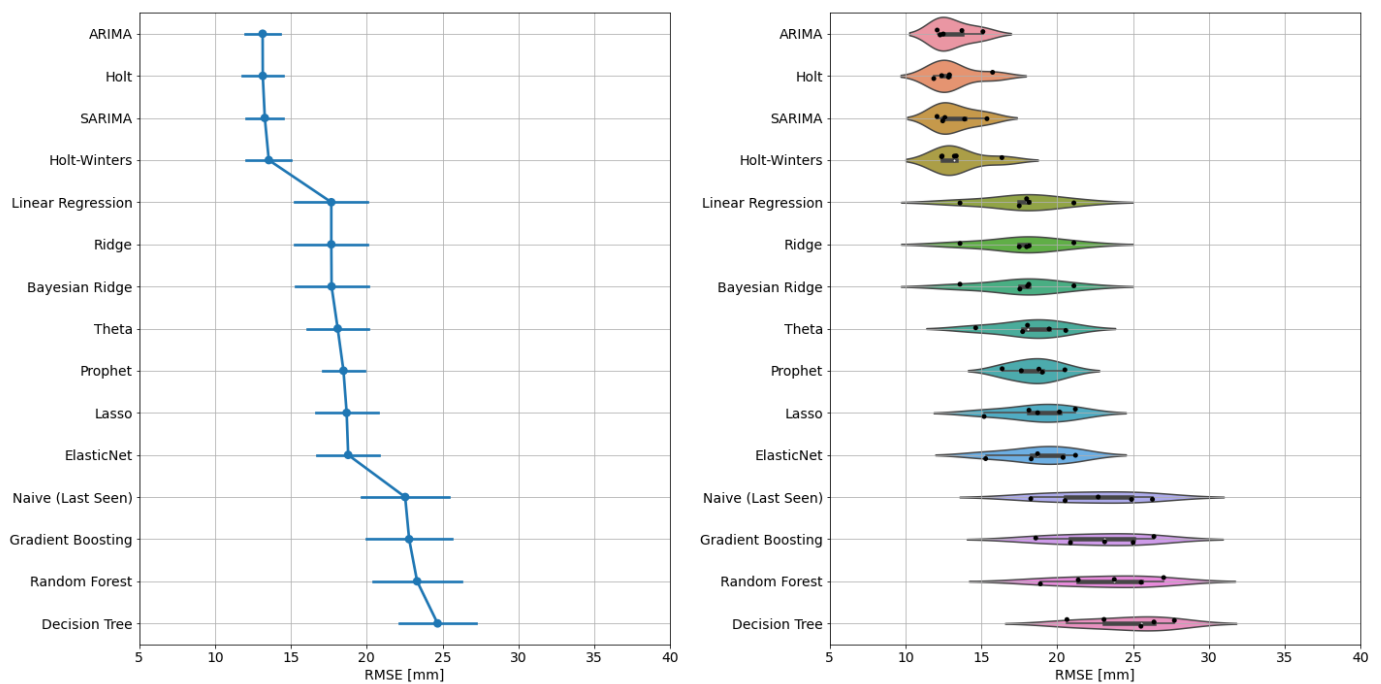 ARIMA
Holt
SARIMA
Holt-Winters
Linear Regression
Ridge
Bayesian Ridge
Theta
Prophet
Lasso
ElasticNet
Naive (Last Seen)
Gradient Boosting
Random Forest
Decision Tree
5 10 15 20 25 30 35 40
RMSE [mm]
ARIMA
Holt
SARIMA
Holt-Winters
Linear Regression
Ridge
Bayesian Ridge
Theta
Prophet
Lasso
ElasticNet
Naive (Last Seen)
Gradient Boosting
Random Forest
Decision Tree
5 10 15 20 25 30 35 40
RMSE [mm]